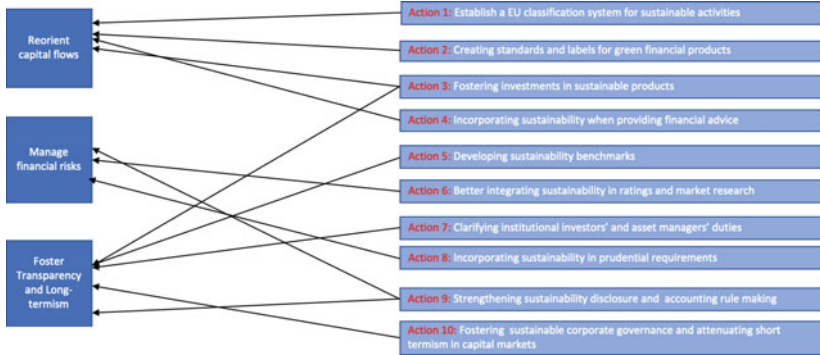 Reorient
capital flows
Manage
financial risks
Foster
Transparency
and Long-
termism
Action 1: Establish a EU classification system for sustainable activities
Action 2: Creating standards and labels for green financial products
Action 3: Fostering investments in sustainable products
Action 4: Incorporating sustainability when providing financial advice
Action 5: Developing sustainability benchmarks
Action 6: Better integrating sustainability in ratings and market research
Action 7: Clarifying institutional investors' and asset managers' duties
Action 8: Incorporating sustainability in prudential requirements
Action 9: Strengthening sustainability disclosure and accounting rule making
Action 10: Fostering sustainable corporate governance and attenuating short
termism in capital markets